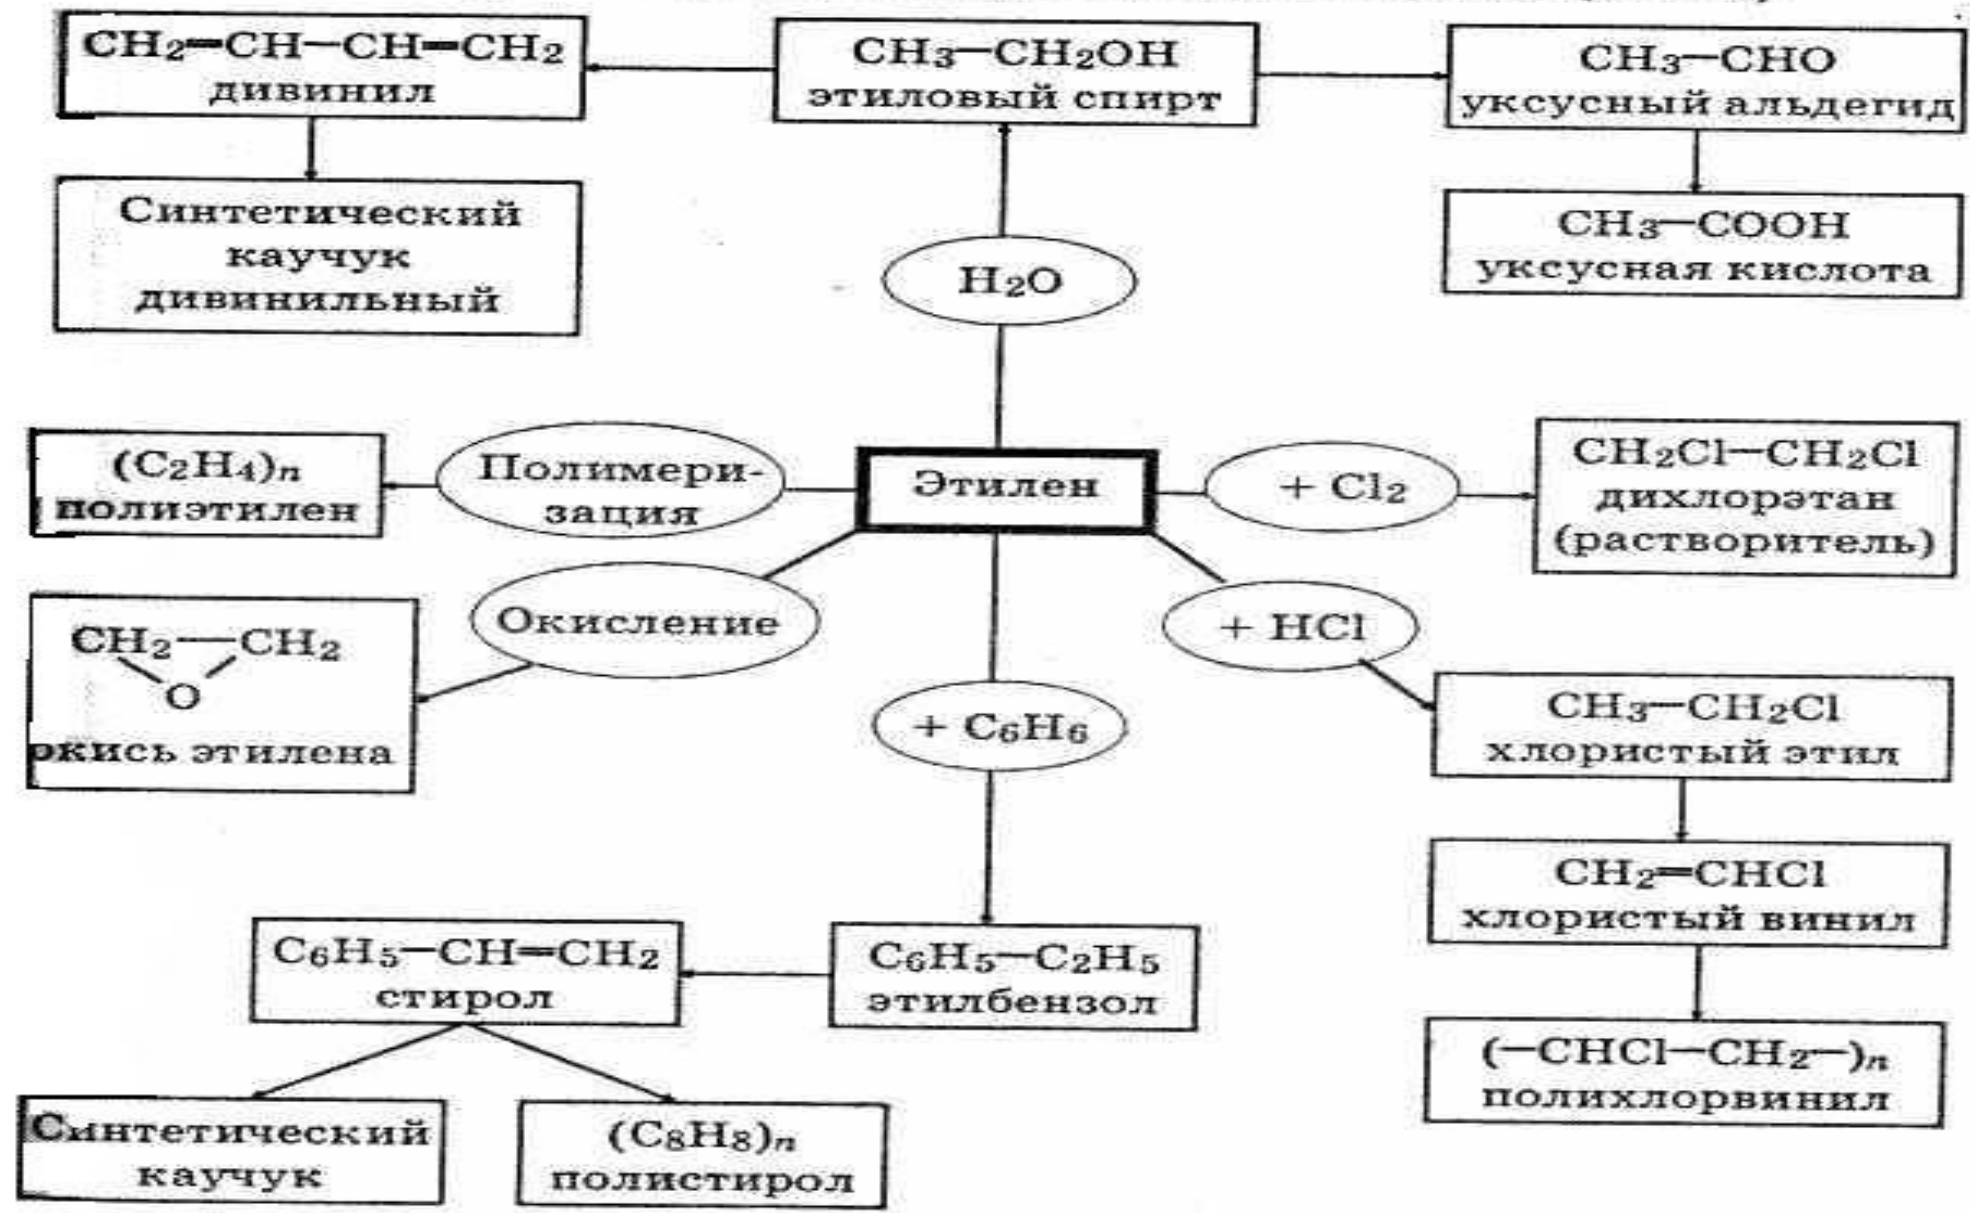 CH2=CH—CH=CH2
дивинил
CH3—CH2OH
этиловый спирт
CH3—CHO
уксусный альдегид
Синтетический
каучук
дивинильный
H2O
CH3—COOH
уксусная кислота
(C2H4)n
полиэтилен
Полимери-
зация
Этилен
+ Cl2
CH2Cl—CH2Cl
дихлорэтан
(растворитель)
CH2—CH2
O
окись этилена
Окисление
+ HCl
+ C6H6
CH3—CH2Cl
хлористый этил
CH2=CHCl
хлористый винил
C6H5—CH=CH2
стирол
C6H5—C2H5
этилбензол
(—CHCl—CH2—)n
полихлорвинил
Синтетический
каучук
(C8H8)n
полистирол